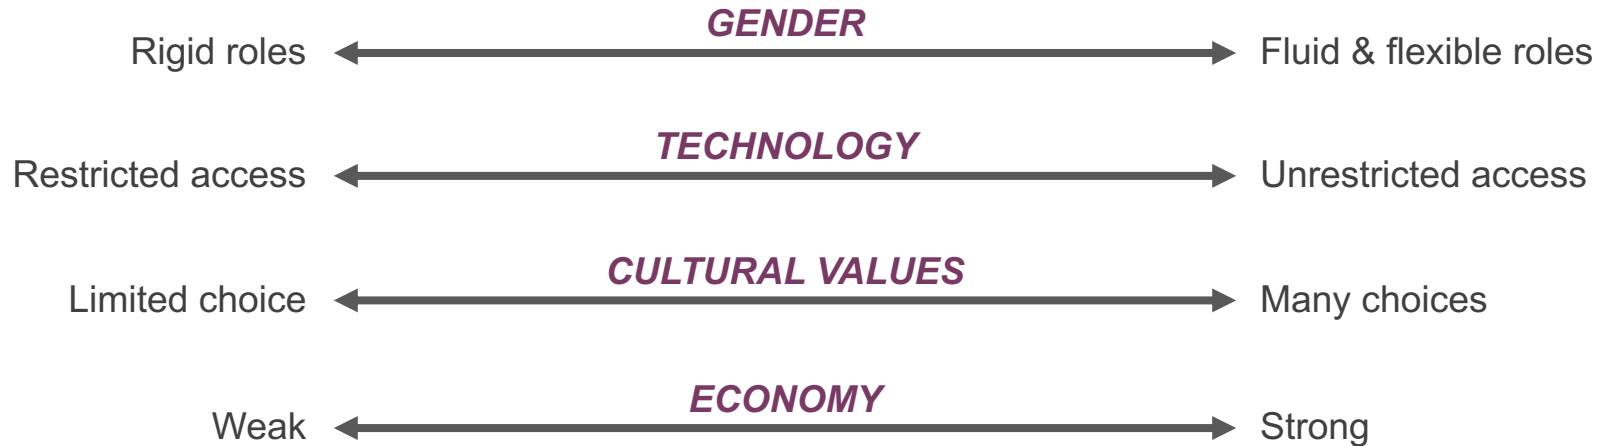 GENDER
Rigid roles
Fluid & flexible roles
TECHNOLOGY
Restricted access
Unrestricted access
CULTURAL VALUES
Limited choice
Many choices
ECONOMY
Weak
Strong